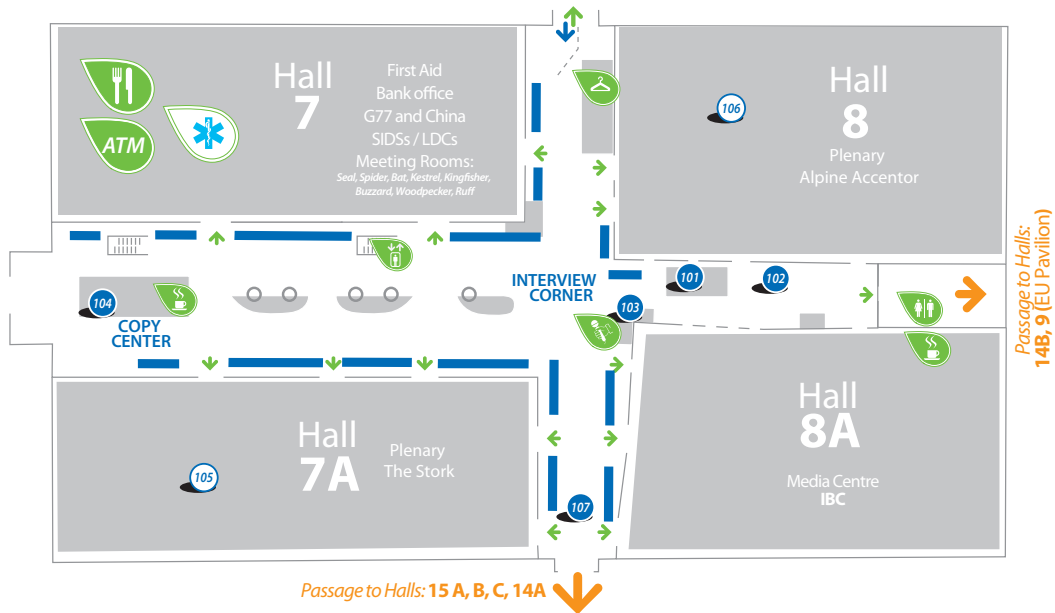 Hall
7
First Aid
Bank office
G77 and China
SIDSs / LDCs
Meeting Rooms:
Seal, Spider, Bat, Kestrel, Kingfisher,
Buzzard, Woodpecker, Ruff
ATM
Hall
8
Plenary
Alpine Accentor
106
INTERVIEW
CORNER
101
102
103
104
COPY
CENTER
Passage to Halls:
14B, 9 (EU Pavilion)
Hall
7A
Plenary
The Stork
105
Hall
8A
Media Centre
IBC
107
Passage to Halls: 15 A, B, C, 14A